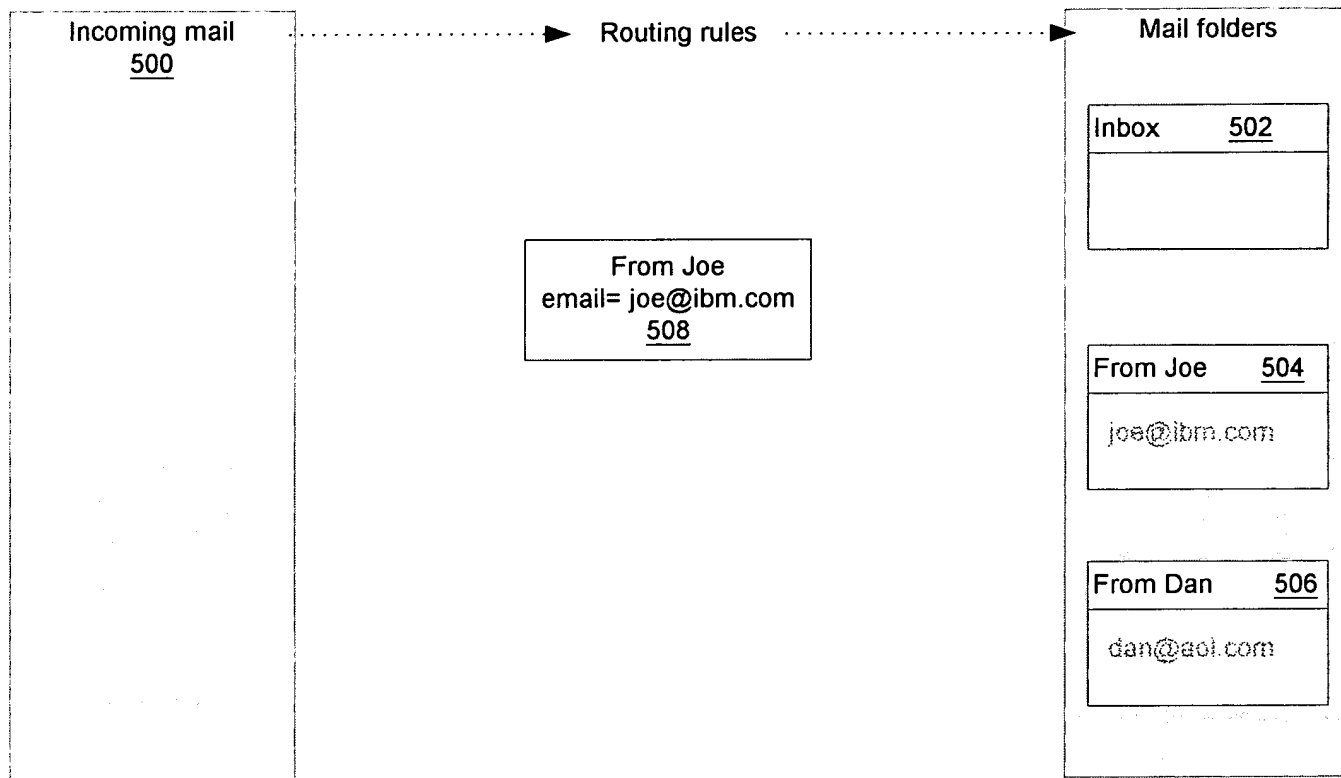 Incoming mail
500
Routing rules
Mail folders
Inbox 502
From Joe
email= joe@ibm.com
508
From Joe 504
joe@ibm.com
From Dan 506
dan@aol.com